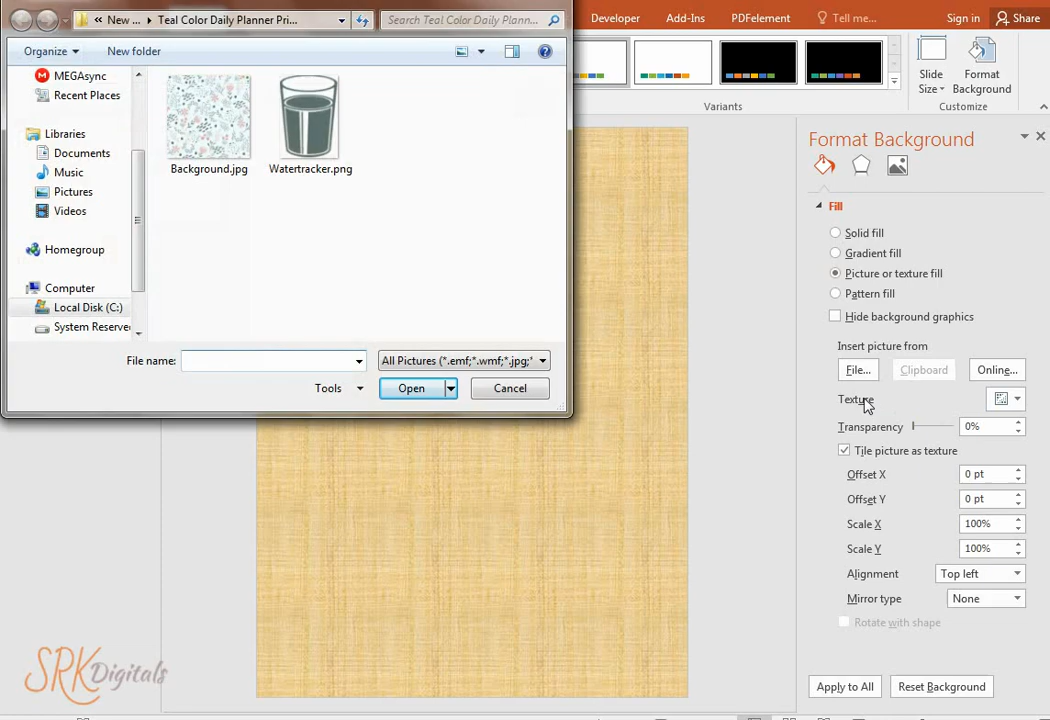 New ... Teal Color Daily Planner Pri...
Search Teal Color Daily Plann...
Organize
New folder
MEGAsync
Recent Places
Libraries
Documents
Music
Pictures
Videos
Homegroup
Computer
Local Disk (C:)
System Reserve
Background.jpg
Watertracker.png
File name:
All Pictures (*.emf;*.wmf;*.jpg;*
Tools
Open
Cancel
Developer
Add-Ins
PDFelement
Tell me...
Sign in
Share
Slide
Size
Format
Background
Variants
Customize
Format Background
Fill
Solid fill
Gradient fill
Picture or texture fill
Pattern fill
Hide background graphics
Insert picture from
File...
Clipboard
Online...
Texture
Transparency
0%
Tile picture as texture
Offset X
0 pt
Offset Y
0 pt
Scale X
100%
Scale Y
100%
Alignment
Top left
Mirror type
None
Rotate with shape
Apply to All
Reset Background
SRK Digitals